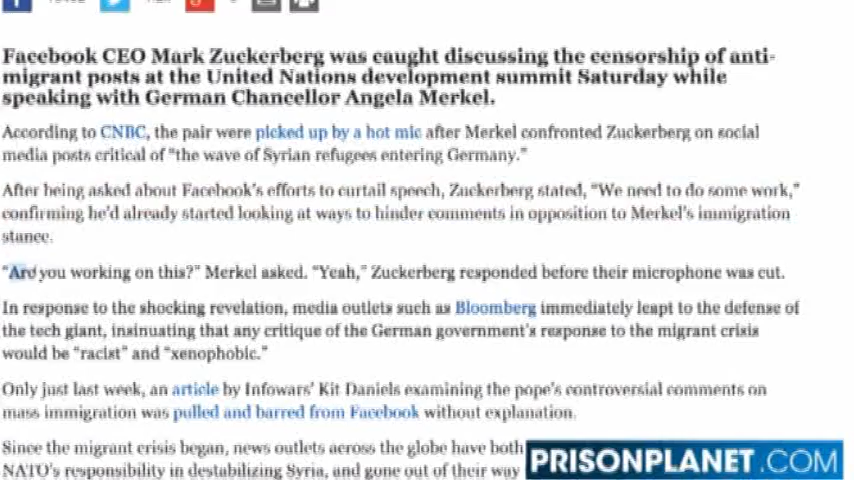 Facebook CEO Mark Zuckerberg was caught discussing the censorship of anti-
migrant posts at the United Nations development summit Saturday while
speaking with German Chancellor Angela Merkel.
According to CNBC, the pair were picked up by a hot mic after Merkel confronted Zuckerberg on social
media posts critical of “the wave of Syrian refugees entering Germany.”
After being asked about Facebook’s efforts to curtail speech, Zuckerberg stated, “We need to do some work,”
confirming he’d already started looking at ways to hinder comments in opposition to Merkel’s immigration
stance.
“Are you working on this?” Merkel asked. “Yeah,” Zuckerberg responded before their microphone was cut.
In response to the shocking revelation, media outlets such as Bloomberg immediately leapt to the defense of
the tech giant, insinuating that any critique of the German government’s response to the migrant crisis
would be “racist” and “xenophobic.”
Only just last week, an article by Infowars’ Kit Daniels examining the pope’s controversial comments on
mass immigration was pulled and barred from Facebook without explanation.
Since the migrant crisis began, news outlets across the globe have both
NATO’s responsibility in destabilizing Syria, and gone out of their way
PRISONPLANET.COM